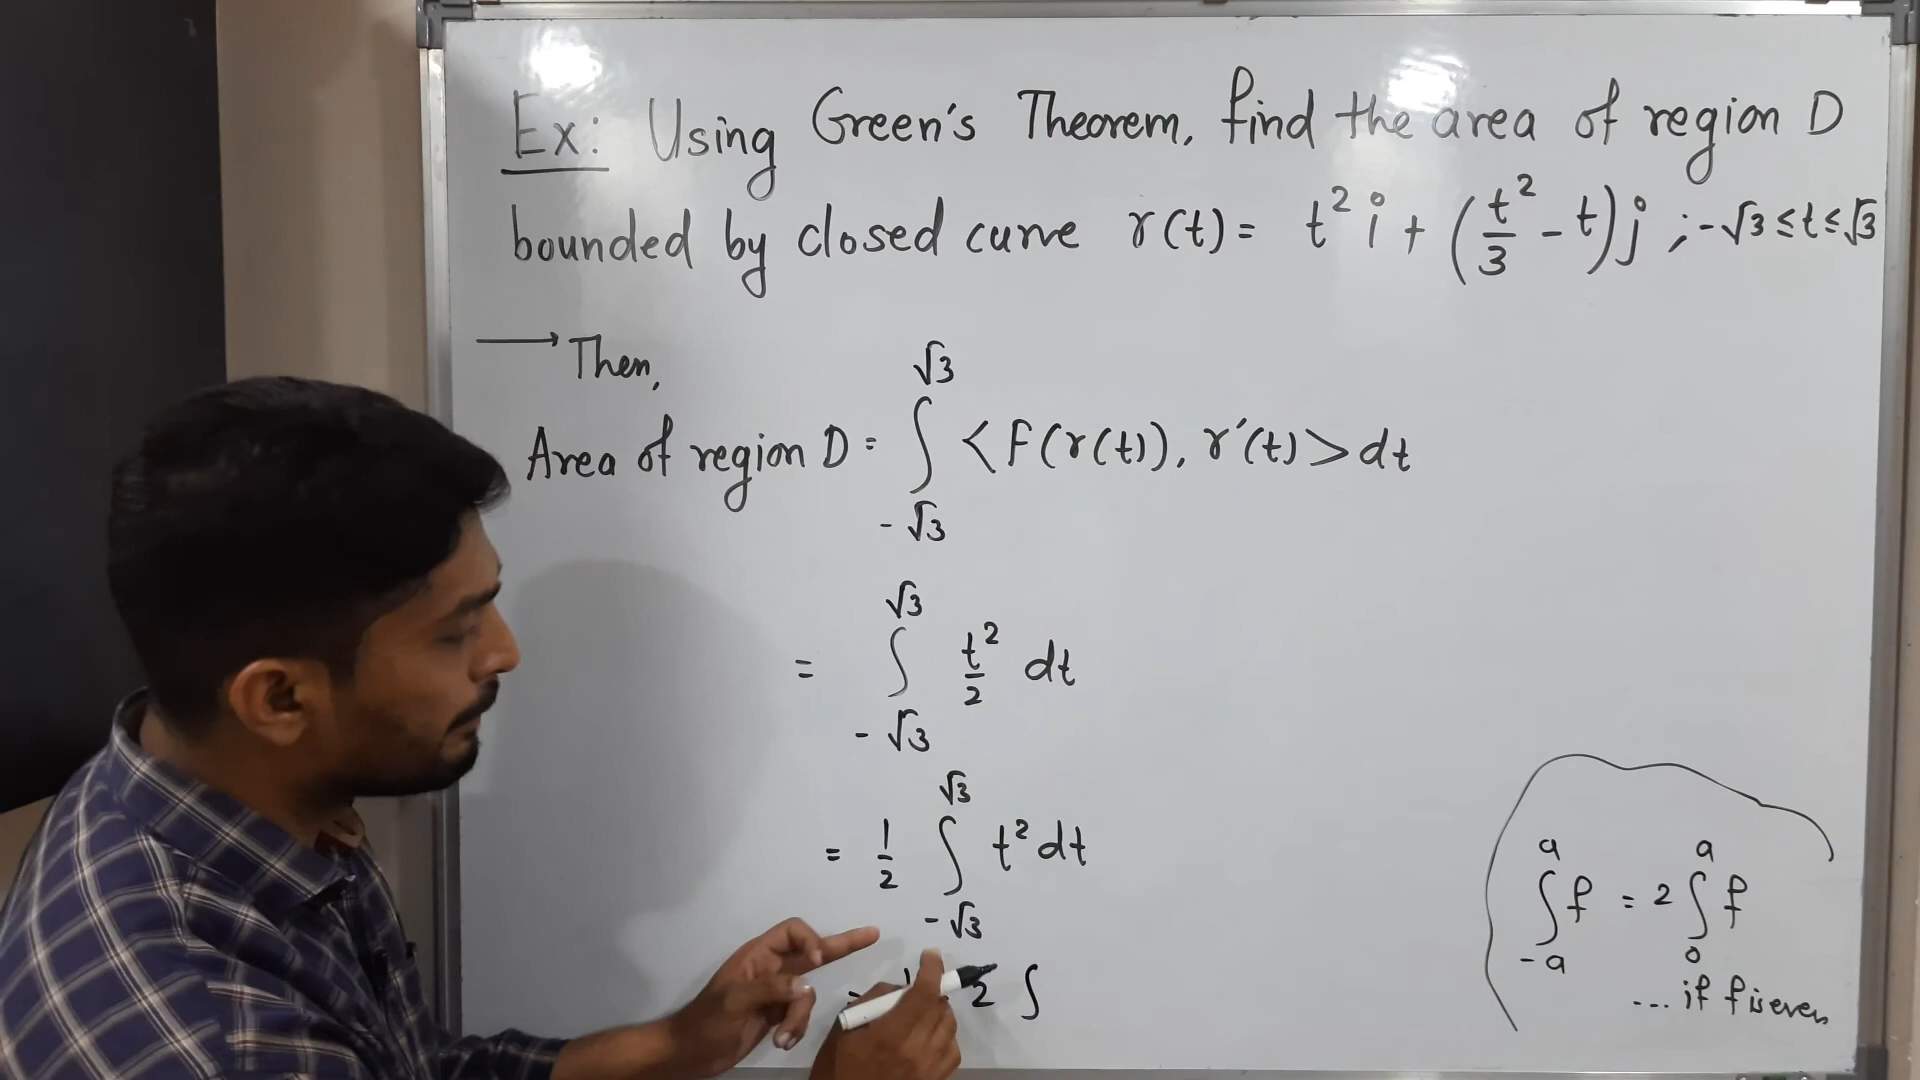 Ex: Using Green's Theorem, find the area of region D
bounded by closed curve r(t) = t² i + (t²/3 - t) j ; -√3 ≤ t ≤ √3
→ Then,
Area of region D = ∫_{-√3}^{√3} <F(r(t)), r'(t)> dt
= ∫_{-√3}^{√3} t²/2 dt
= 1/2 ∫_{-√3}^{√3} t² dt
2 ∫
∫_{-a}^{a} f = 2 ∫_{0}^{a} f
... if f is even